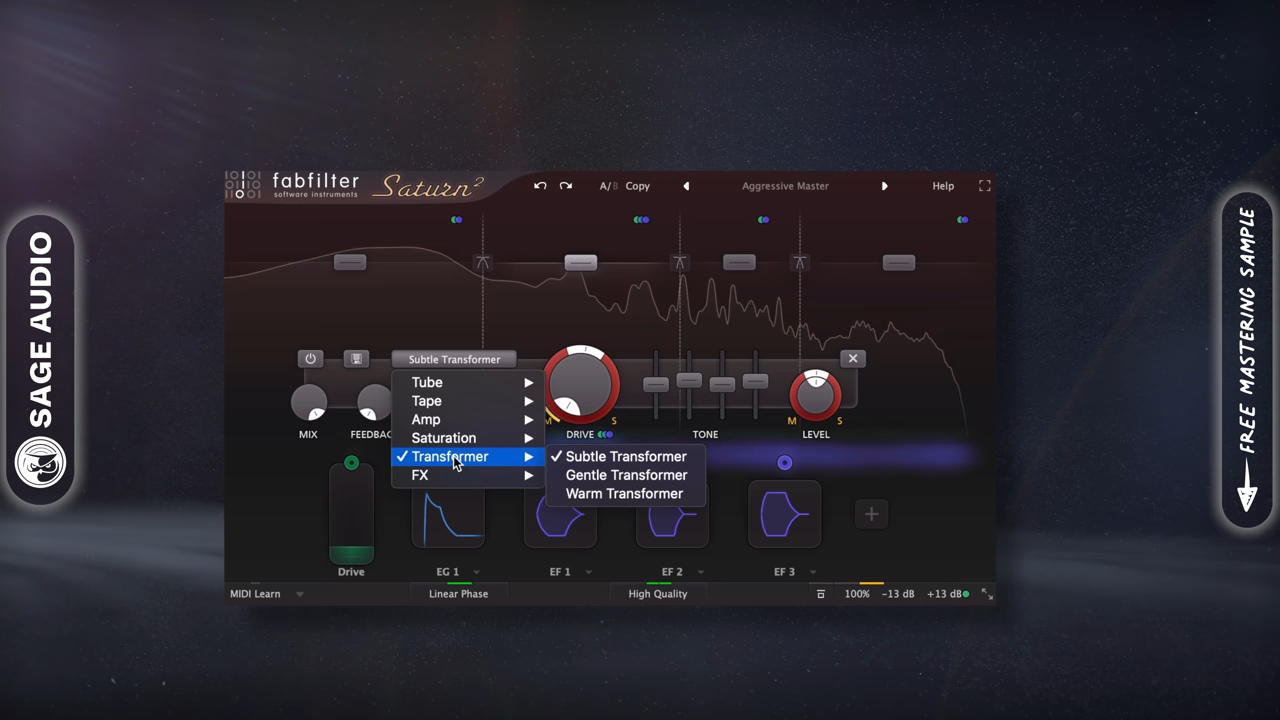 SAGE AUDIO
fabfilter
software instruments
Saturn 2
A/B Copy
Aggressive Master
Help
Subtle Transformer
Tube
Tape
Amp
Saturation
Transformer
FX
Subtle Transformer
Gentle Transformer
Warm Transformer
MIX
FEEDBAC
M
S
DRIVE
TONE
M
S
LEVEL
Drive
EG 1
EF 1
EF 2
EF 3
MIDI Learn
Linear Phase
High Quality
100%
-13 dB
+13 dB
FREE MASTERING SAMPLE